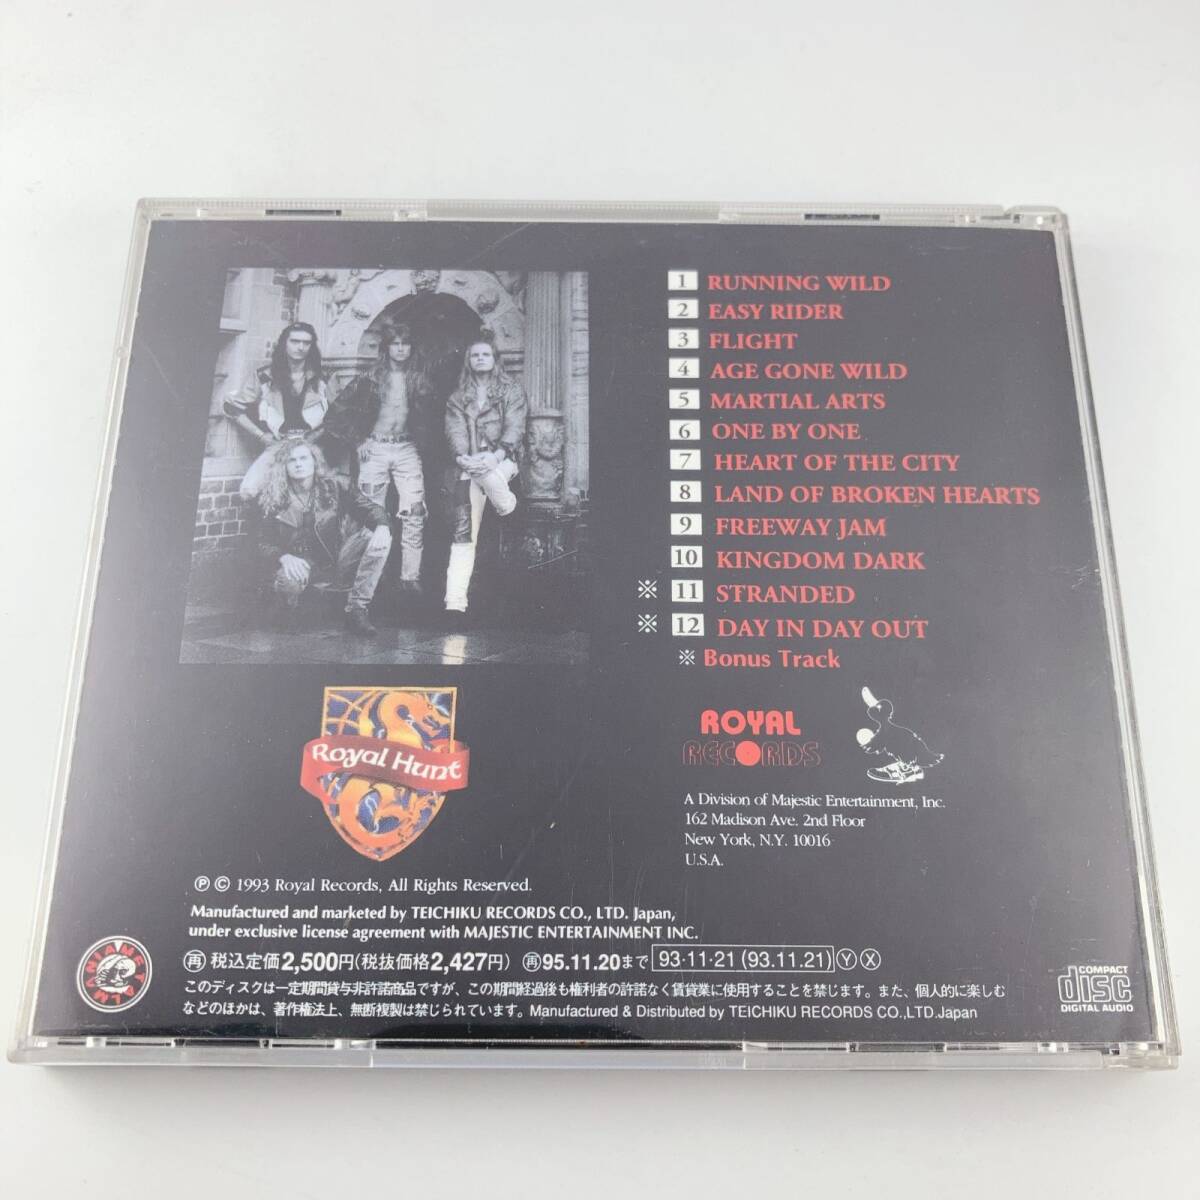 1 RUNNING WILD
2 EASY RIDER
3 FLIGHT
4 AGE GONE WILD
5 MARTIAL ARTS
6 ONE BY ONE
7 HEART OF THE CITY
8 LAND OF BROKEN HEARTS
9 FREEWAY JAM
10 KINGDOM DARK
※ 11 STRANDED
※ 12 DAY IN DAY OUT
※ Bonus Track
Royal Hunt
ROYAL
RECORDS
A Division of Majestic Entertainment, Inc.
162 Madison Ave. 2nd Floor
New York, N.Y. 10016
U.S.A.
Ⓟ © 1993 Royal Records, All Rights Reserved.
Manufactured and marketed by TEICHIKU RECORDS CO., LTD. Japan,
under exclusive license agreement with MAJESTIC ENTERTAINMENT INC.
METALMANIA
㊢税込定価2,500円(税抜価格2,427円) 再95.11.20まで 93·11·21 (93.11.21) Ⓨ Ⓧ
このディスクは一定期間貸与非許諾商品ですが、この期間経過後も権利者の許諾なく賃貸業に使用することを禁じます。また、個人的に楽しむ
などのほかは、著作権法上、無断複製は禁じられています。Manufactured & Distributed by TEICHIKU RECORDS CO.,LTD.Japan
COMPACT
disc
DIGITAL AUDIO